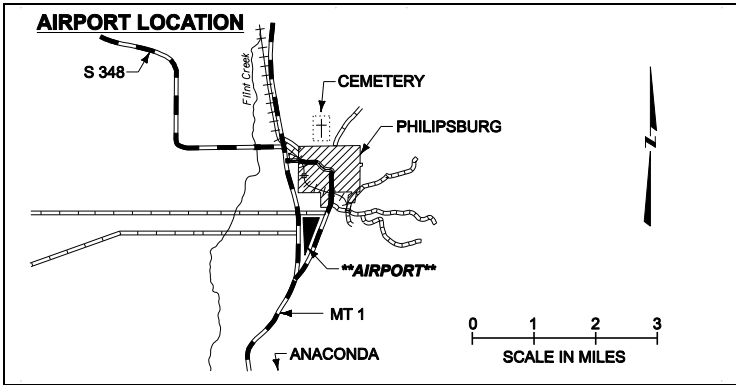 AIRPORT LOCATION
S 348
Flint Creek
CEMETERY
PHILIPSBURG
N
**AIRPORT**
MT 1
ANACONDA
0 1 2 3
SCALE IN MILES